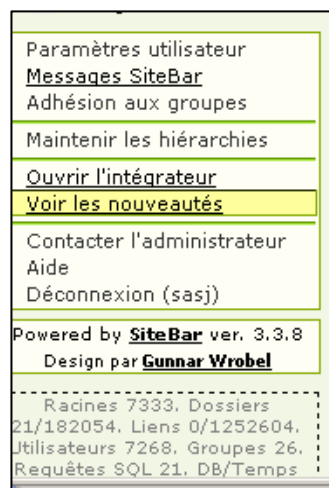 Paramètres utilisateur
Messages SiteBar
Adhésion aux groupes
Maintenir les hiérarchies
Ouvrir l'intégrateur
Voir les nouveautés
Contacter l'administrateur
Aide
Déconnexion (sasj)
Powered by SiteBar ver. 3.3.8
Design par Gunnar Wrobel
Racines 7333. Dossiers
21/182054. Liens 0/1252604.
Utilisateurs 7268. Groupes 26.
Requêtes SQL 21. DB/Temps